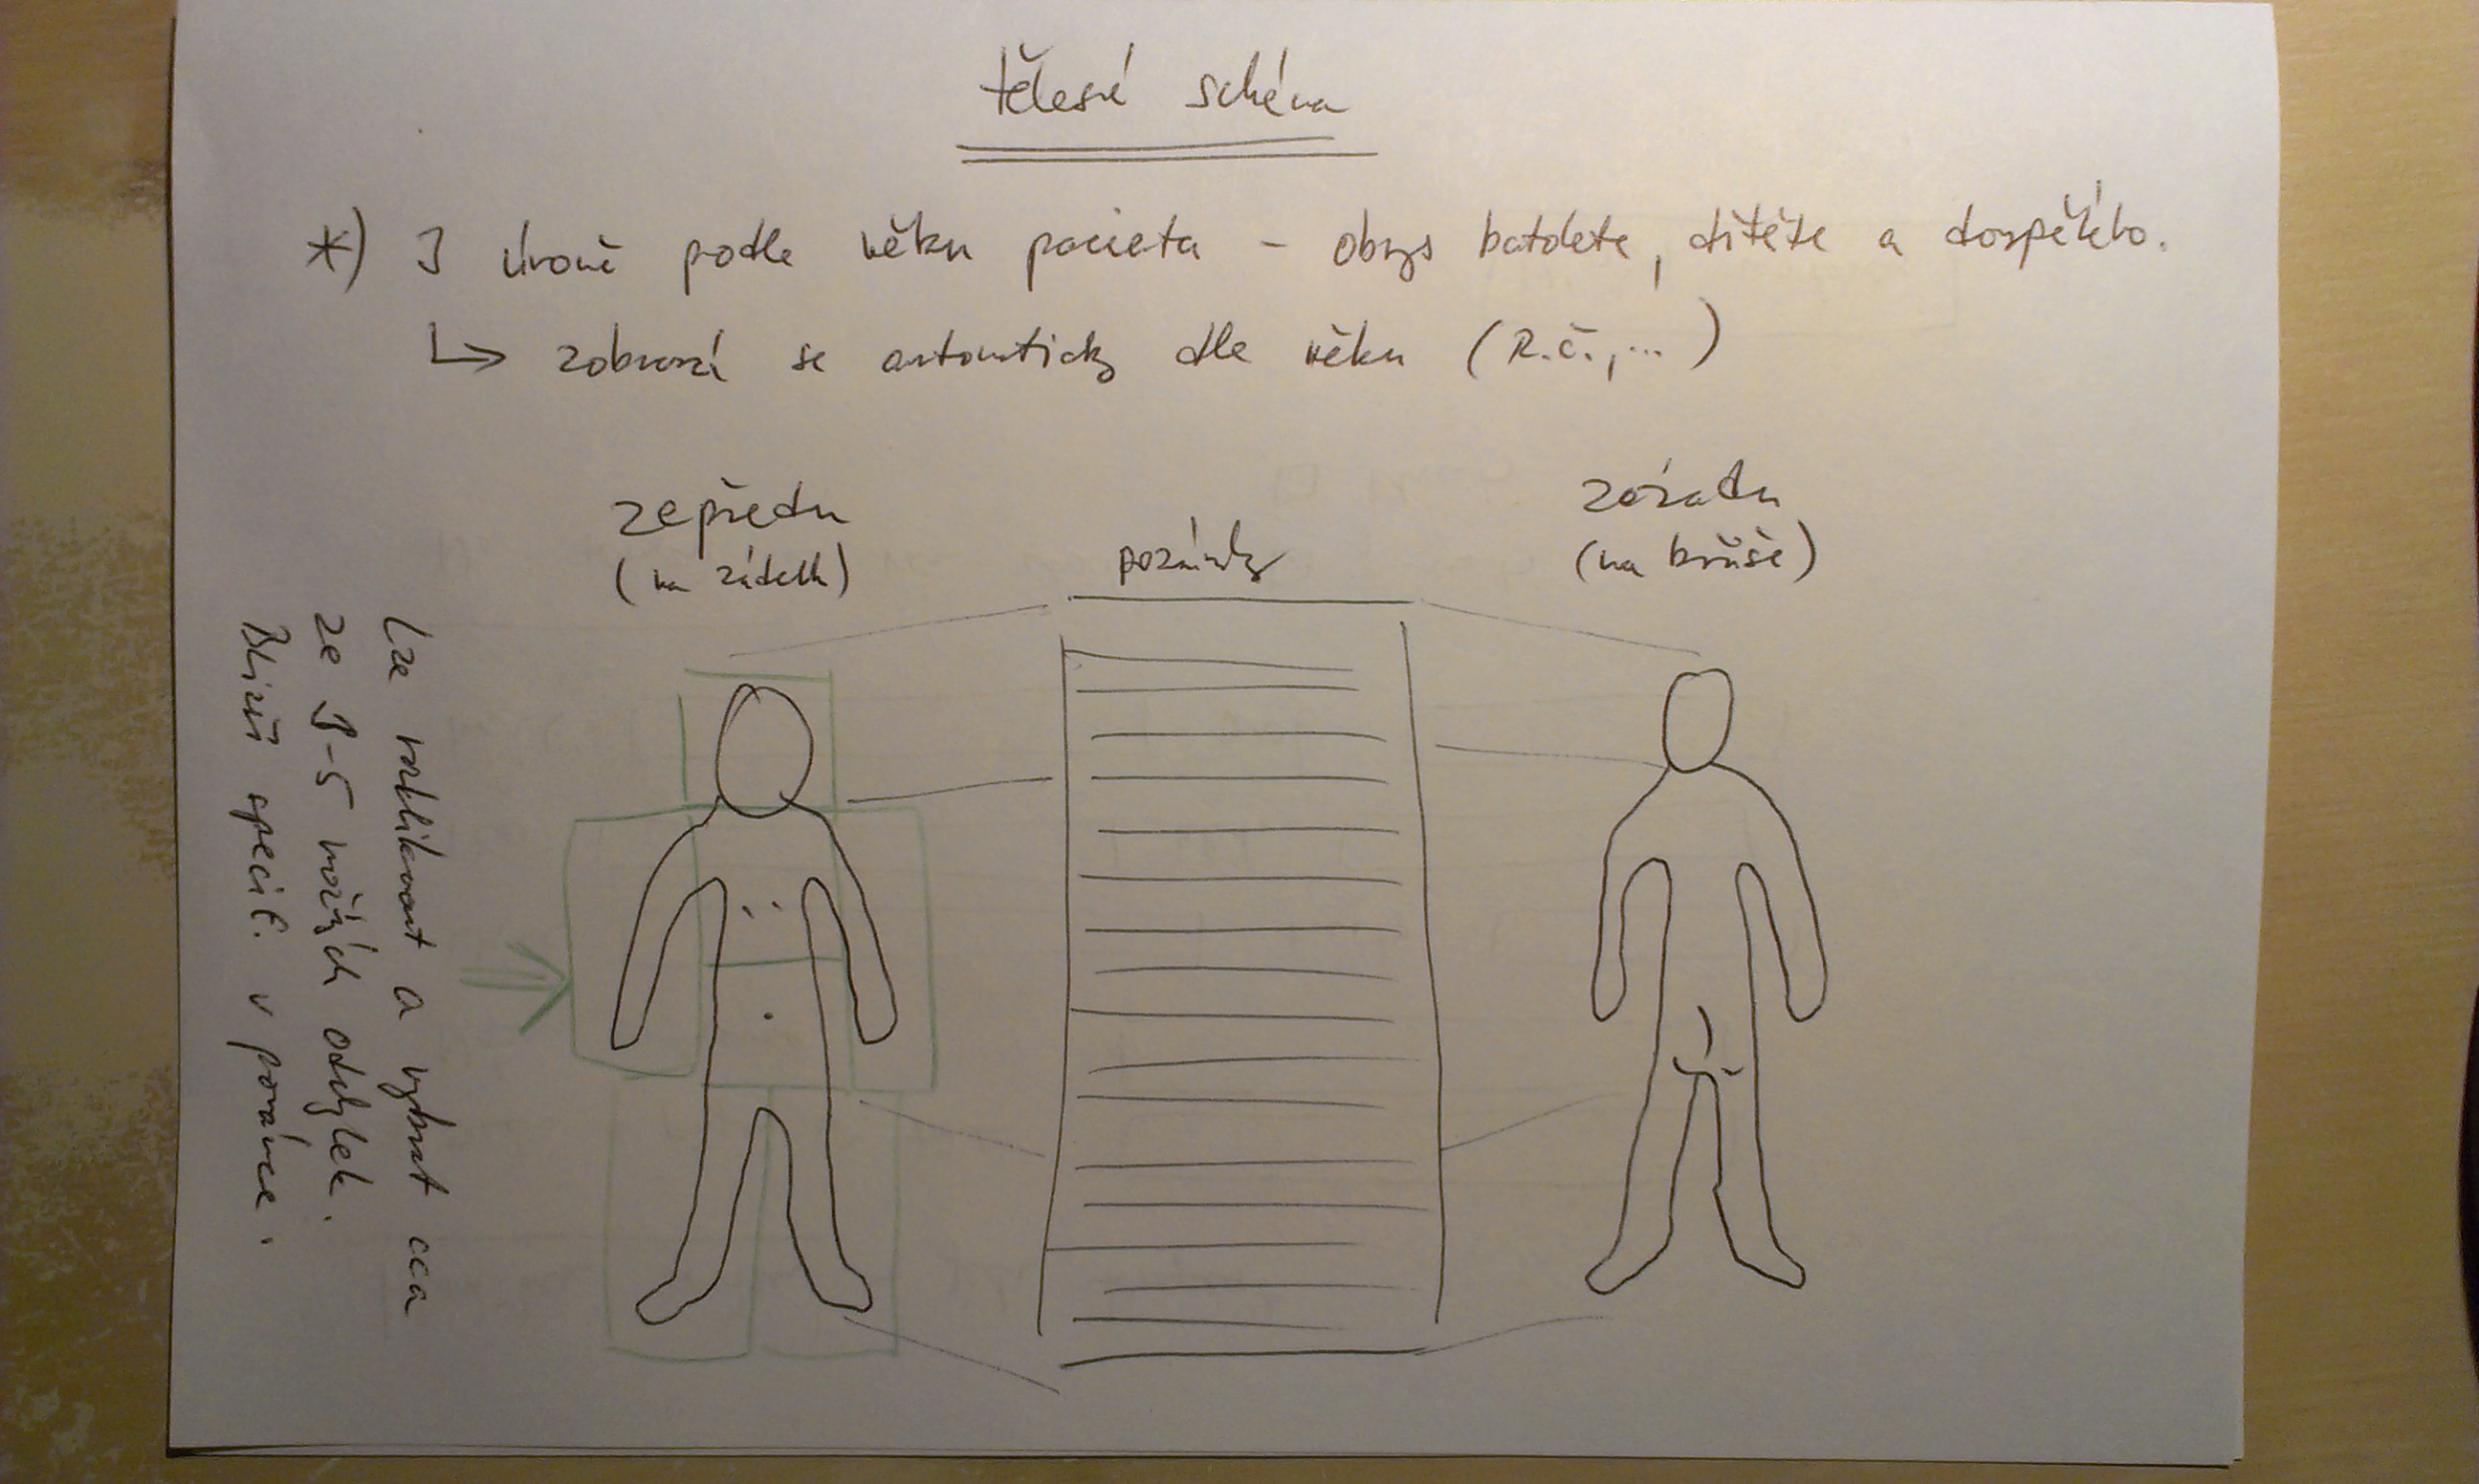 tělesné schéma
*) 3 úrovně podle věku pacienta - obrys batolete, dítěte a dospělého.
↳ zobrazí se automaticky dle věku (R.č., ...)
zepředu
(na zádech)
poznámky
zezadu
(na břiše)
Lze rozkliknout a vybrat cca
ze 3-5 možných odchylek.
Bližší specif. v poznámce.